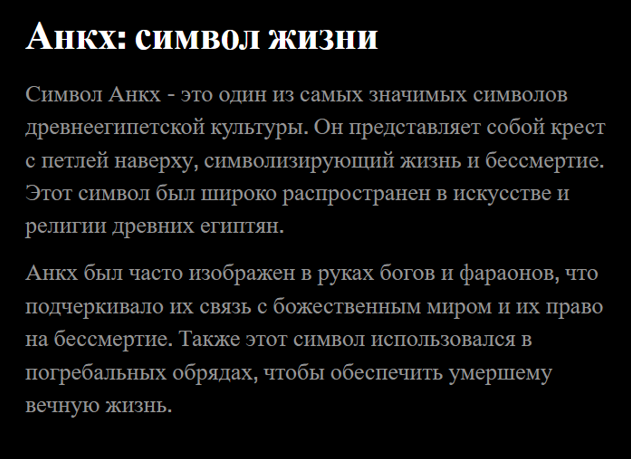 Анкх: символ жизни
Символ Анкх - это один из самых значимых символов
древнеегипетской культуры. Он представляет собой крест
с петлей наверху, символизирующий жизнь и бессмертие.
Этот символ был широко распространен в искусстве и
религии древних египтян.
Анкх был часто изображен в руках богов и фараонов, что
подчеркивало их связь с божественным миром и их право
на бессмертие. Также этот символ использовался в
погребальных обрядах, чтобы обеспечить умершему
вечную жизнь.